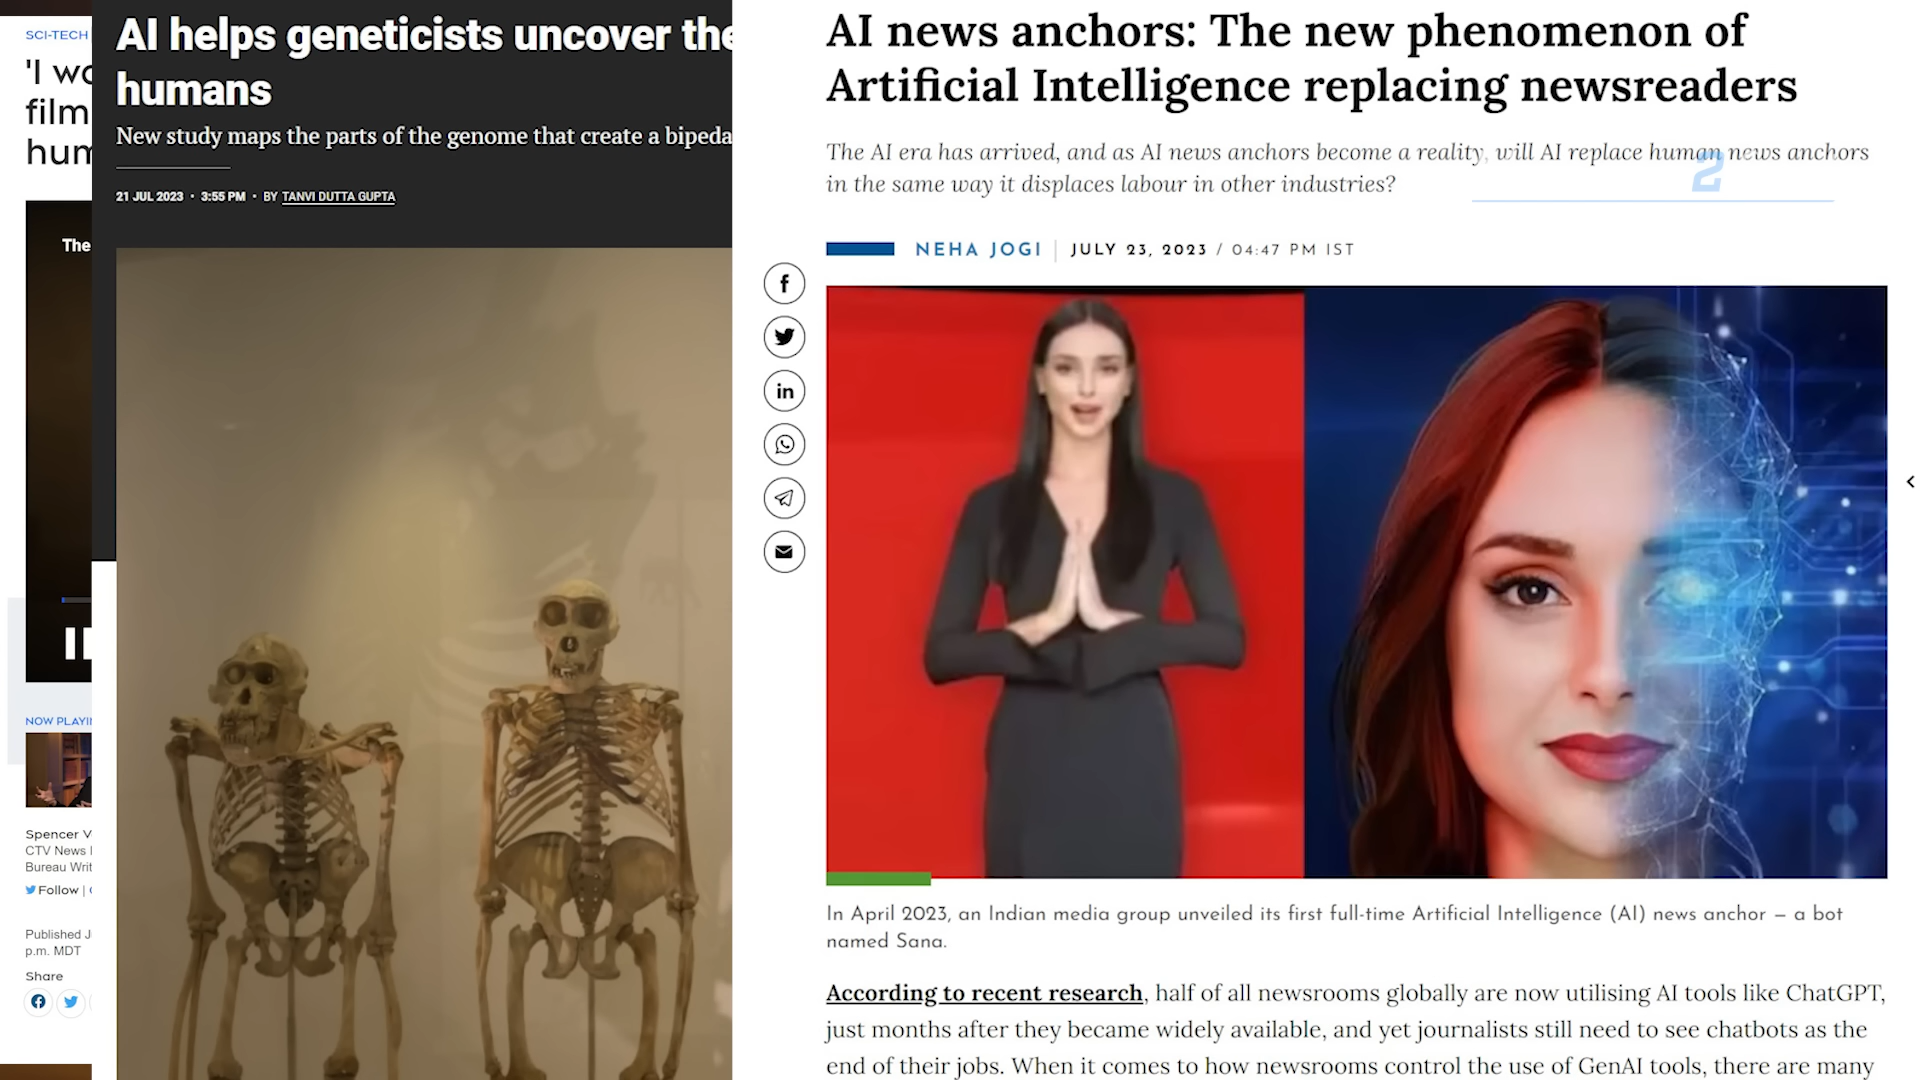 SCI-TECH
'I wo
film
hum
The
NOW PLAYI
Spencer V
CTV News
Bureau Writ
Follow |
Published J
p.m. MDT
Share
AI helps geneticists uncover the
humans
New study maps the parts of the genome that create a bipeda
21 JUL 2023 • 3:55 PM • BY TANVI DUTTA GUPTA
AI news anchors: The new phenomenon of
Artificial Intelligence replacing newsreaders
The AI era has arrived, and as AI news anchors become a reality, will AI replace human news anchors
in the same way it displaces labour in other industries?
2
NEHA JOGI | JULY 23, 2023 / 04:47 PM IST
In April 2023, an Indian media group unveiled its first full-time Artificial Intelligence (AI) news anchor – a bot
named Sana.
According to recent research, half of all newsrooms globally are now utilising AI tools like ChatGPT,
just months after they became widely available, and yet journalists still need to see chatbots as the
end of their jobs. When it comes to how newsrooms control the use of GenAI tools, there are many